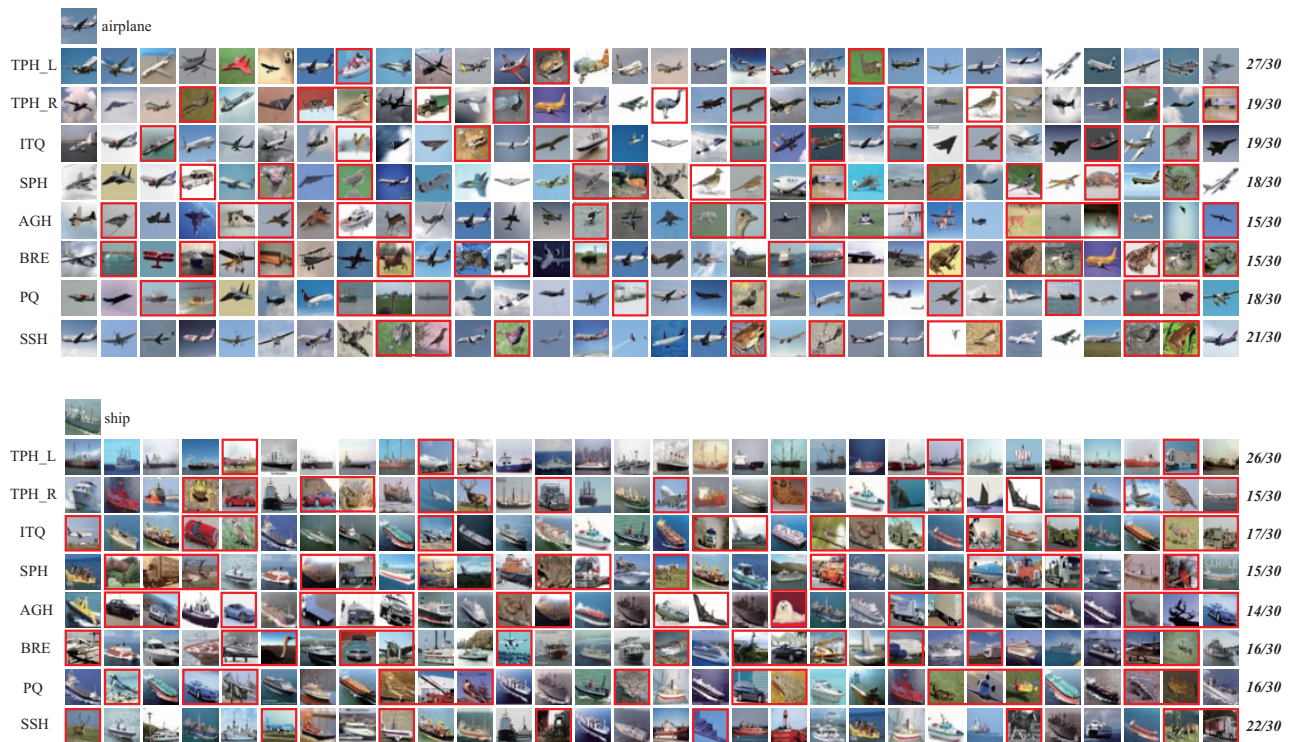 airplane
TPH_L 27/30
TPH_R 19/30
ITQ 19/30
SPH 18/30
AGH 15/30
BRE 15/30
PQ 18/30
SSH 21/30
ship
TPH_L 26/30
TPH_R 15/30
ITQ 17/30
SPH 15/30
SAMPLE
AGH 14/30
BRE 16/30
PQ 16/30
SSH 22/30